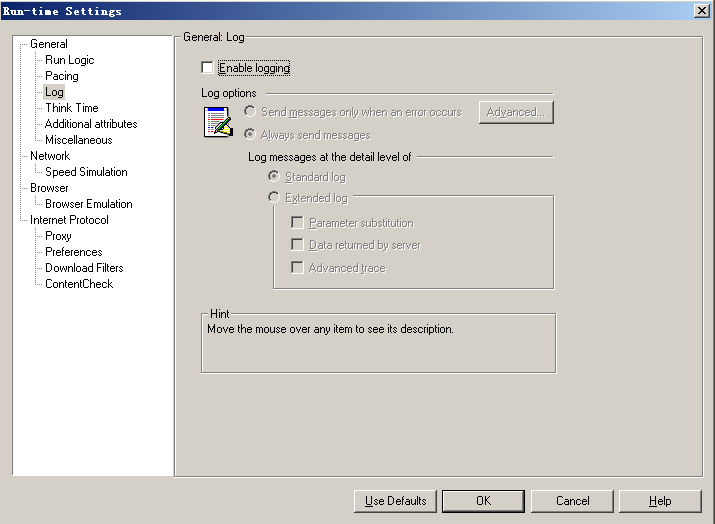 Run-time Settings
General
Run Logic
Pacing
Log
Think Time
Additional attributes
Miscellaneous
Network
Speed Simulation
Browser
Browser Emulation
Internet Protocol
Proxy
Preferences
Download Filters
ContentCheck
General: Log
Enable logging
Log options
Send messages only when an error occurs
Advanced...
Always send messages
Log messages at the detail level of
Standard log
Extended log
Parameter substitution
Data returned by server
Advanced trace
Hint
Move the mouse over any item to see its description.
Use Defaults
OK
Cancel
Help